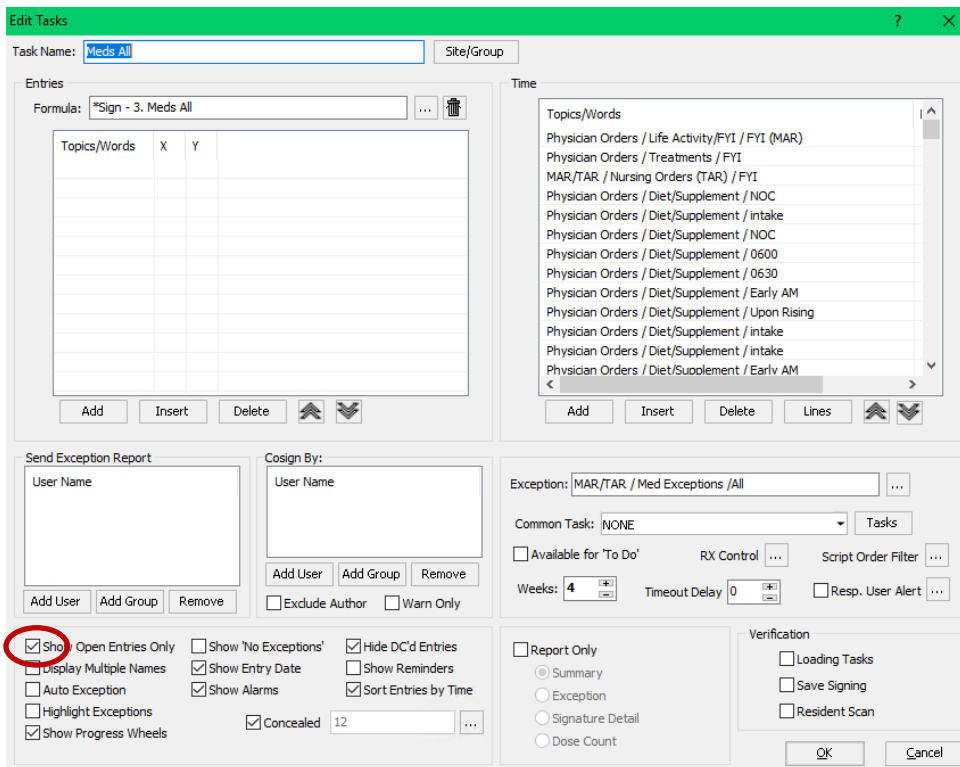 Edit Tasks ?
Task Name: Meds All Site/Group
Entries
Formula: *Sign - 3. Meds All ...
Topics/Words X Y
Add Insert Delete
Time
Topics/Words
Physician Orders / Life Activity/FYI / FYI (MAR)
Physician Orders / Treatments / FYI
MAR/TAR / Nursing Orders (TAR) / FYI
Physician Orders / Diet/Supplement / NOC
Physician Orders / Diet/Supplement / intake
Physician Orders / Diet/Supplement / NOC
Physician Orders / Diet/Supplement / 0600
Physician Orders / Diet/Supplement / 0630
Physician Orders / Diet/Supplement / Early AM
Physician Orders / Diet/Supplement / Upon Rising
Physician Orders / Diet/Supplement / intake
Physician Orders / Diet/Supplement / intake
Physician Orders / Diet/Supplement / Early AM
Add Insert Delete Lines
Send Exception Report
User Name
Add User Add Group Remove
Cosign By:
User Name
Add User Add Group Remove
Exclude Author Warn Only
Exception: MAR/TAR / Med Exceptions /All ...
Common Task: NONE Tasks
Available for 'To Do' RX Control ... Script Order Filter ...
Weeks: 4 Timeout Delay 0 Resp. User Alert ...
Show Open Entries Only Show 'No Exceptions' Hide DC'd Entries
Display Multiple Names Show Entry Date Show Reminders
Auto Exception Show Alarms Sort Entries by Time
Highlight Exceptions
Concealed 12 ...
Show Progress Wheels
Report Only
Summary
Exception
Signature Detail
Dose Count
Verification
Loading Tasks
Save Signing
Resident Scan
OK Cancel